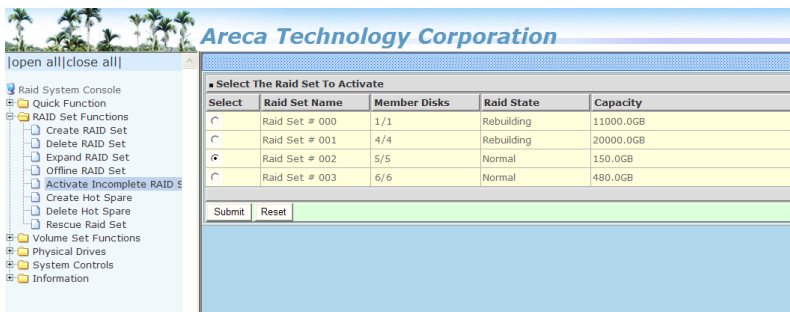 Areca Technology Corporation
|open all|close all|
Raid System Console
Quick Function
RAID Set Functions
Create RAID Set
Delete RAID Set
Expand RAID Set
Offline RAID Set
Activate Incomplete RAID S
Create Hot Spare
Delete Hot Spare
Rescue Raid Set
Volume Set Functions
Physical Drives
System Controls
Information
Select The Raid Set To Activate
Select Raid Set Name Member Disks Raid State Capacity
Raid Set # 000 1/1 Rebuilding 11000.0GB
Raid Set # 001 4/4 Rebuilding 20000.0GB
Raid Set # 002 5/5 Normal 150.0GB
Raid Set # 003 6/6 Normal 480.0GB
Submit Reset